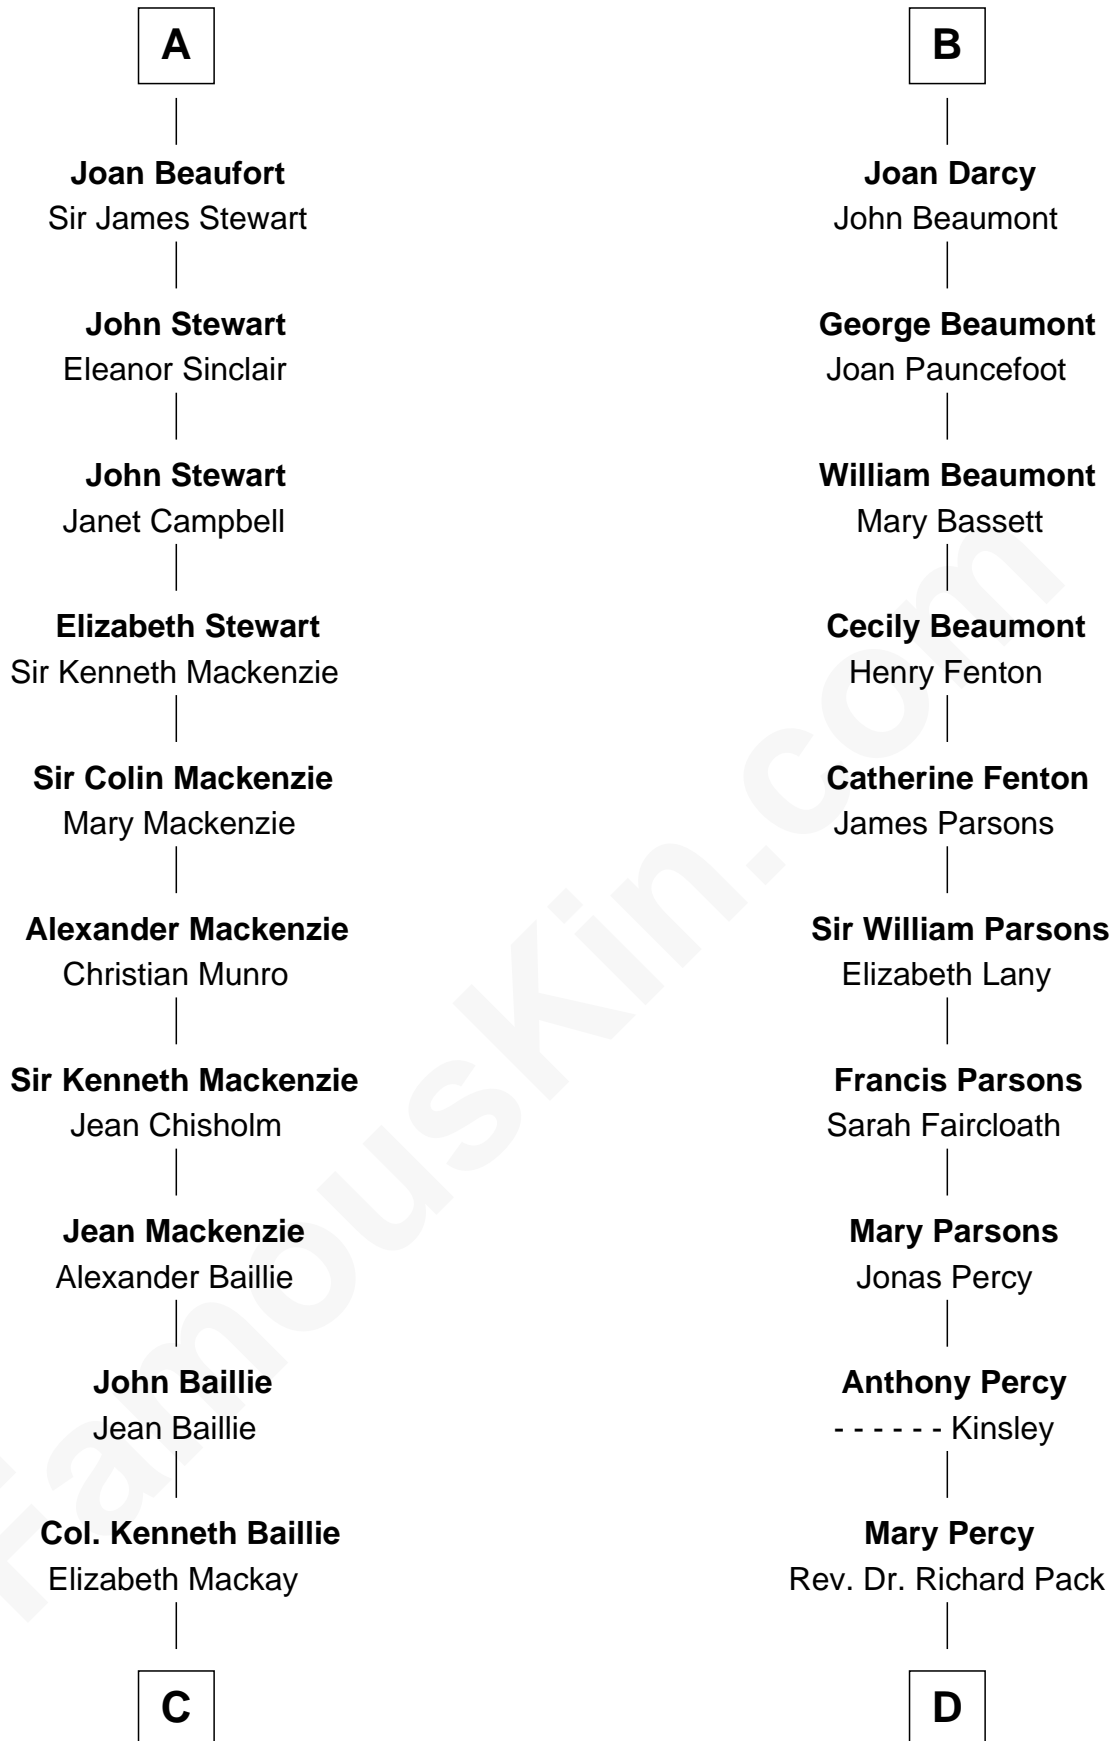 A
Joan Beaufort
Sir James Stewart
John Stewart
Eleanor Sinclair
John Stewart
Janet Campbell
Elizabeth Stewart
Sir Kenneth Mackenzie
Sir Colin Mackenzie
Mary Mackenzie
Alexander Mackenzie
Christian Munro
Sir Kenneth Mackenzie
Jean Chisholm
Jean Mackenzie
Alexander Baillie
John Baillie
Jean Baillie
Col. Kenneth Baillie
Elizabeth Mackay
C
B
Joan Darcy
John Beaumont
George Beaumont
Joan Pauncefoot
William Beaumont
Mary Bassett
Cecily Beaumont
Henry Fenton
Catherine Fenton
James Parsons
Sir William Parsons
Elizabeth Lany
Francis Parsons
Sarah Faircloath
Mary Parsons
Jonas Percy
Anthony Percy
- - - - - - Kinsley
Mary Percy
Rev. Dr. Richard Pack
D
FamousKin.com